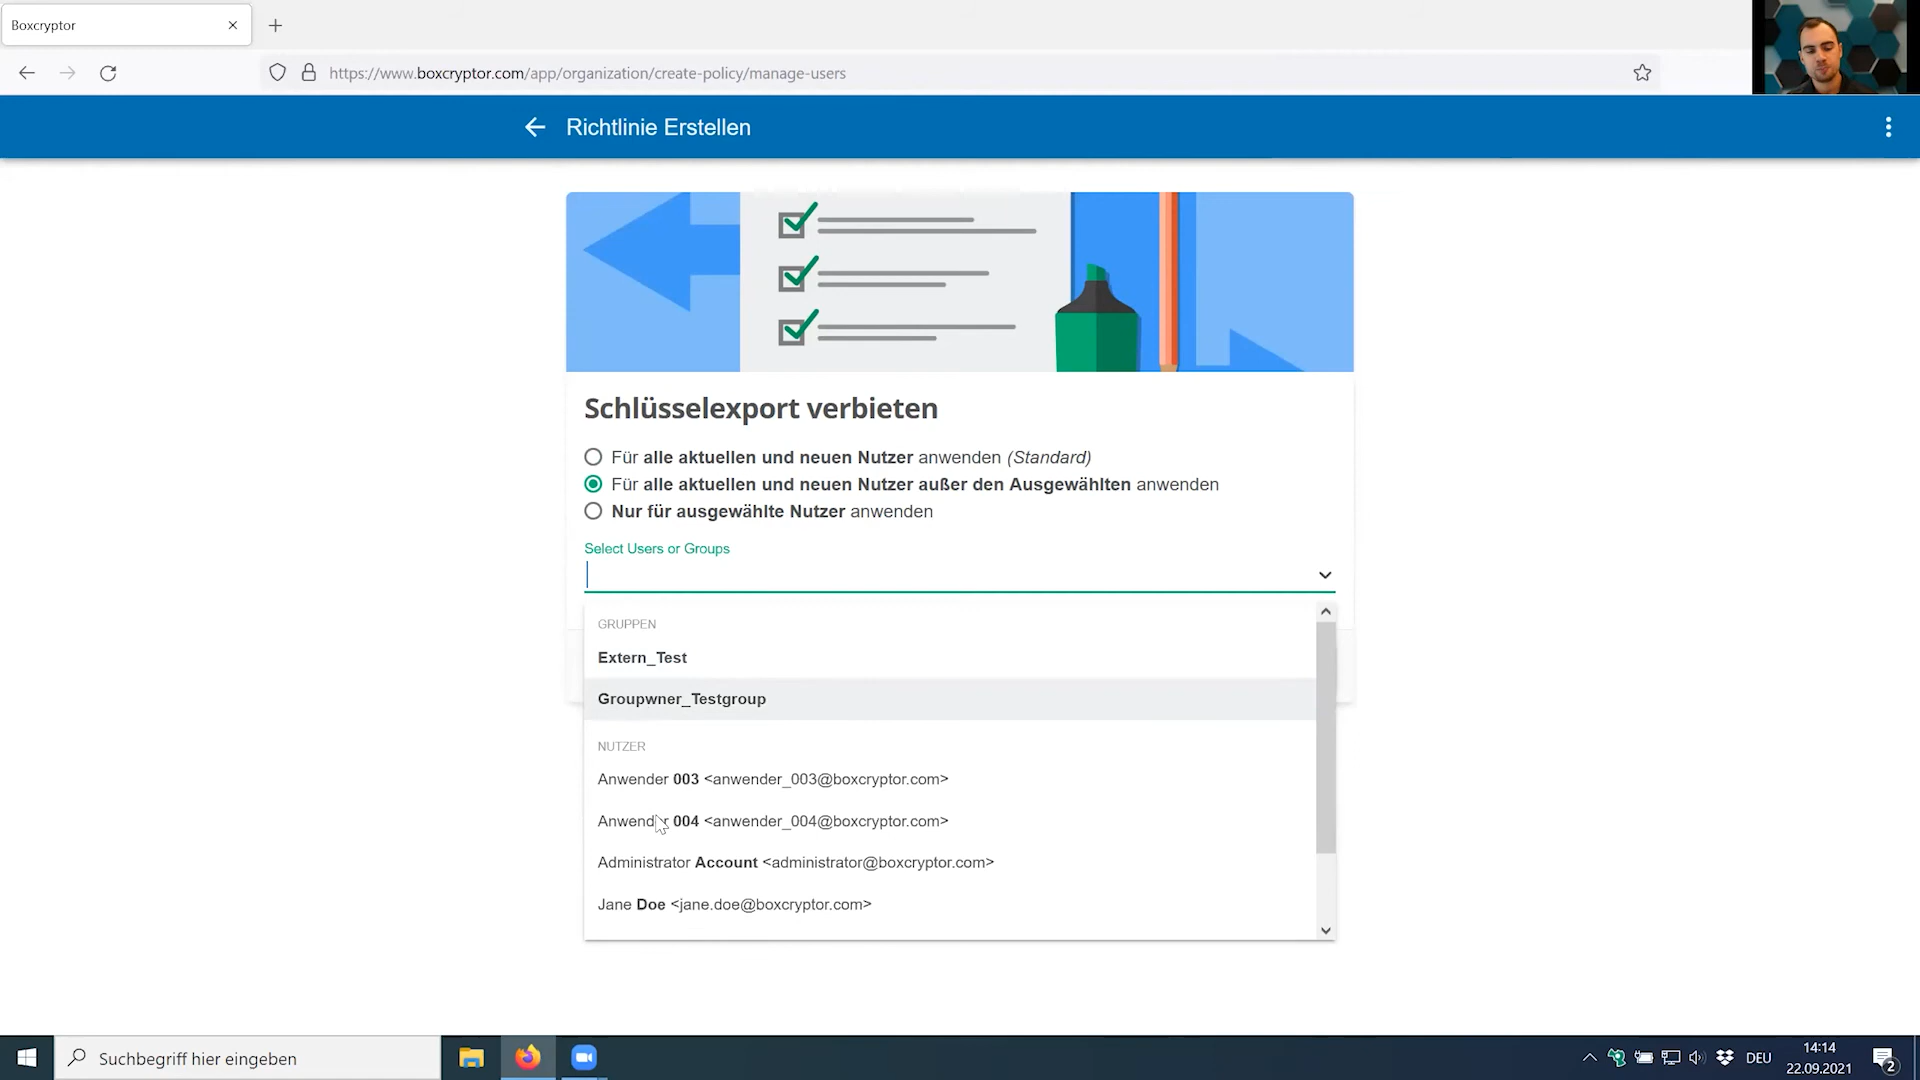 Boxcryptor
https://www.boxcryptor.com/app/organization/create-policy/manage-users
Richtlinie Erstellen
Schlüsselexport verbieten
Für alle aktuellen und neuen Nutzer anwenden (Standard)
Für alle aktuellen und neuen Nutzer außer den Ausgewählten anwenden
Nur für ausgewählte Nutzer anwenden
Select Users or Groups
GRUPPEN
Extern_Test
Groupwner_Testgroup
NUTZER
Anwender 003 <anwender_003@boxcryptor.com>
Anwender 004 <anwender_004@boxcryptor.com>
Administrator Account <administrator@boxcryptor.com>
Jane Doe <jane.doe@boxcryptor.com>
Suchbegriff hier eingeben
DEU
14:14
22.09.2021
2